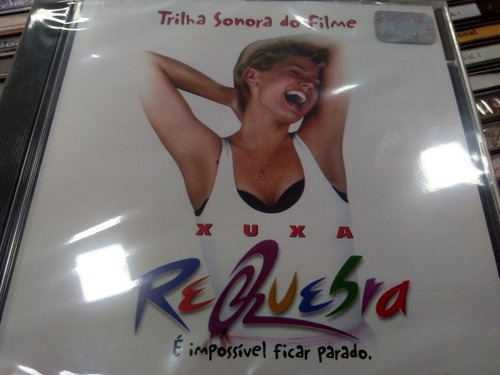 Trilha Sonora do Filme
XUXA
ReQuebra
É impossível ficar parado.